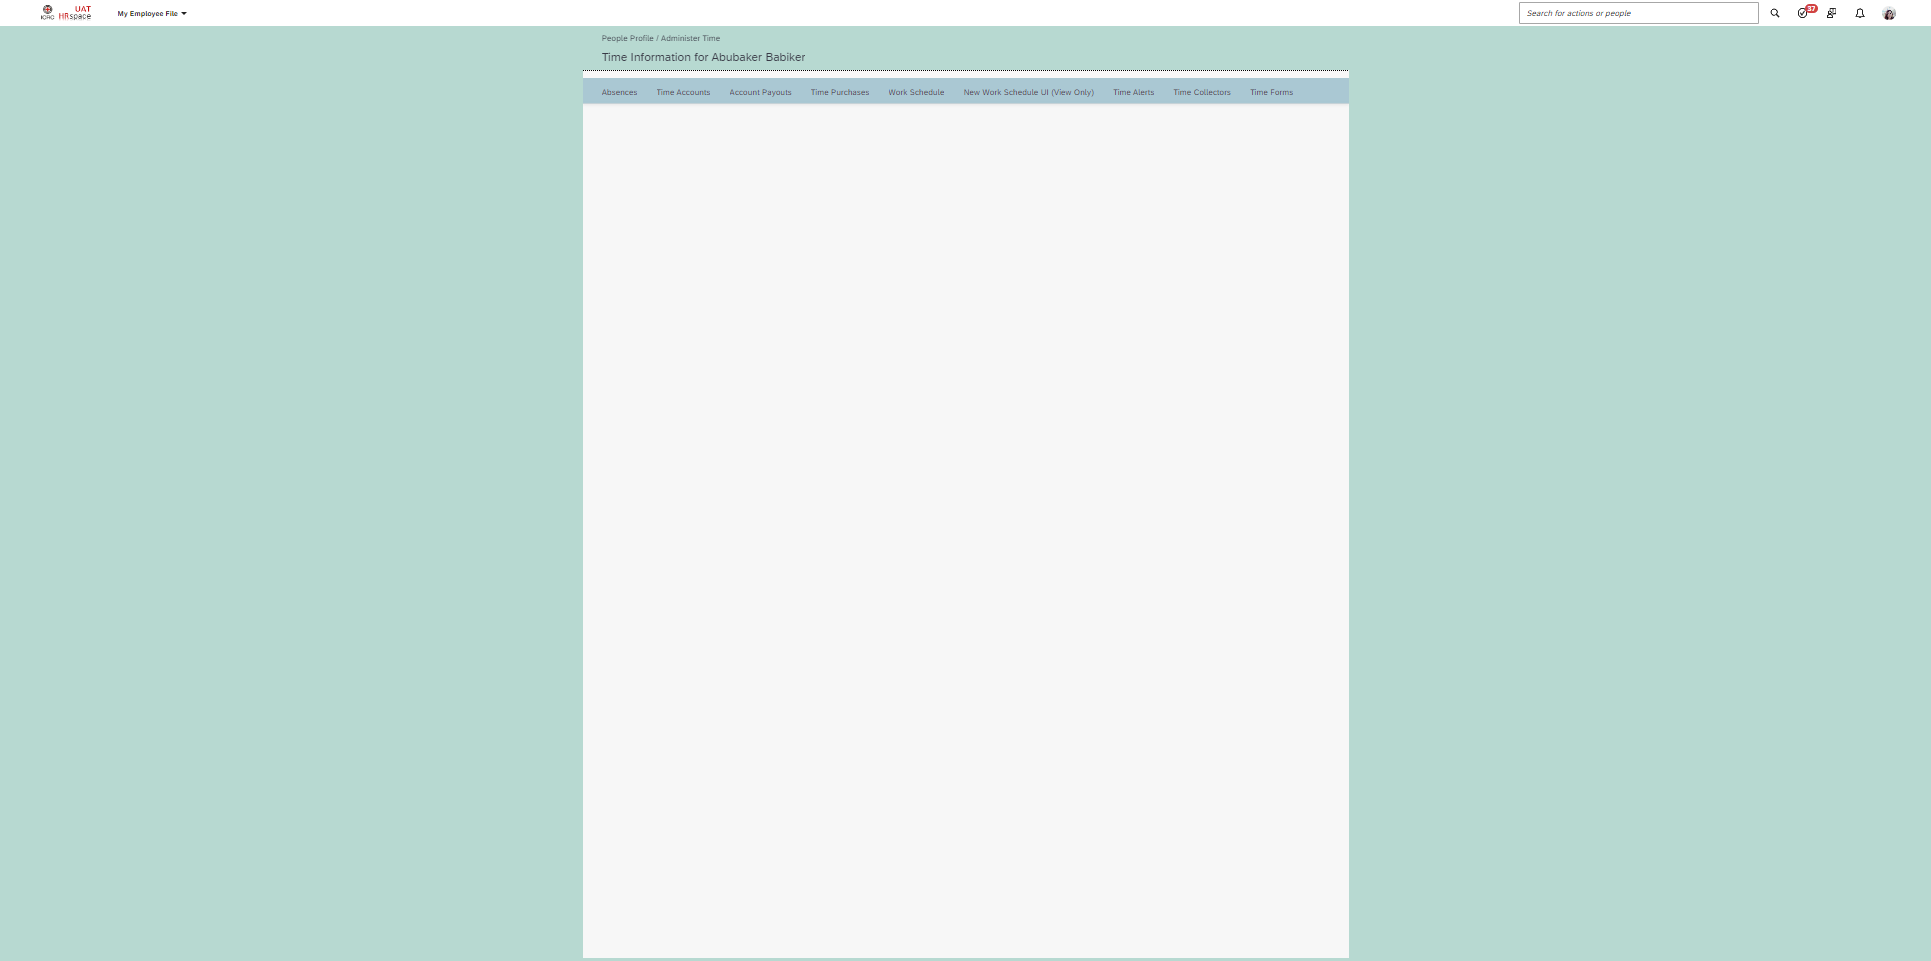 ICRC
UAT
HRspace
My Employee File
Search for actions or people
37
People Profile / Administer Time
Time Information for Abubaker Babiker
Absences Time Accounts Account Payouts Time Purchases Work Schedule New Work Schedule UI (View Only) Time Alerts Time Collectors Time Forms